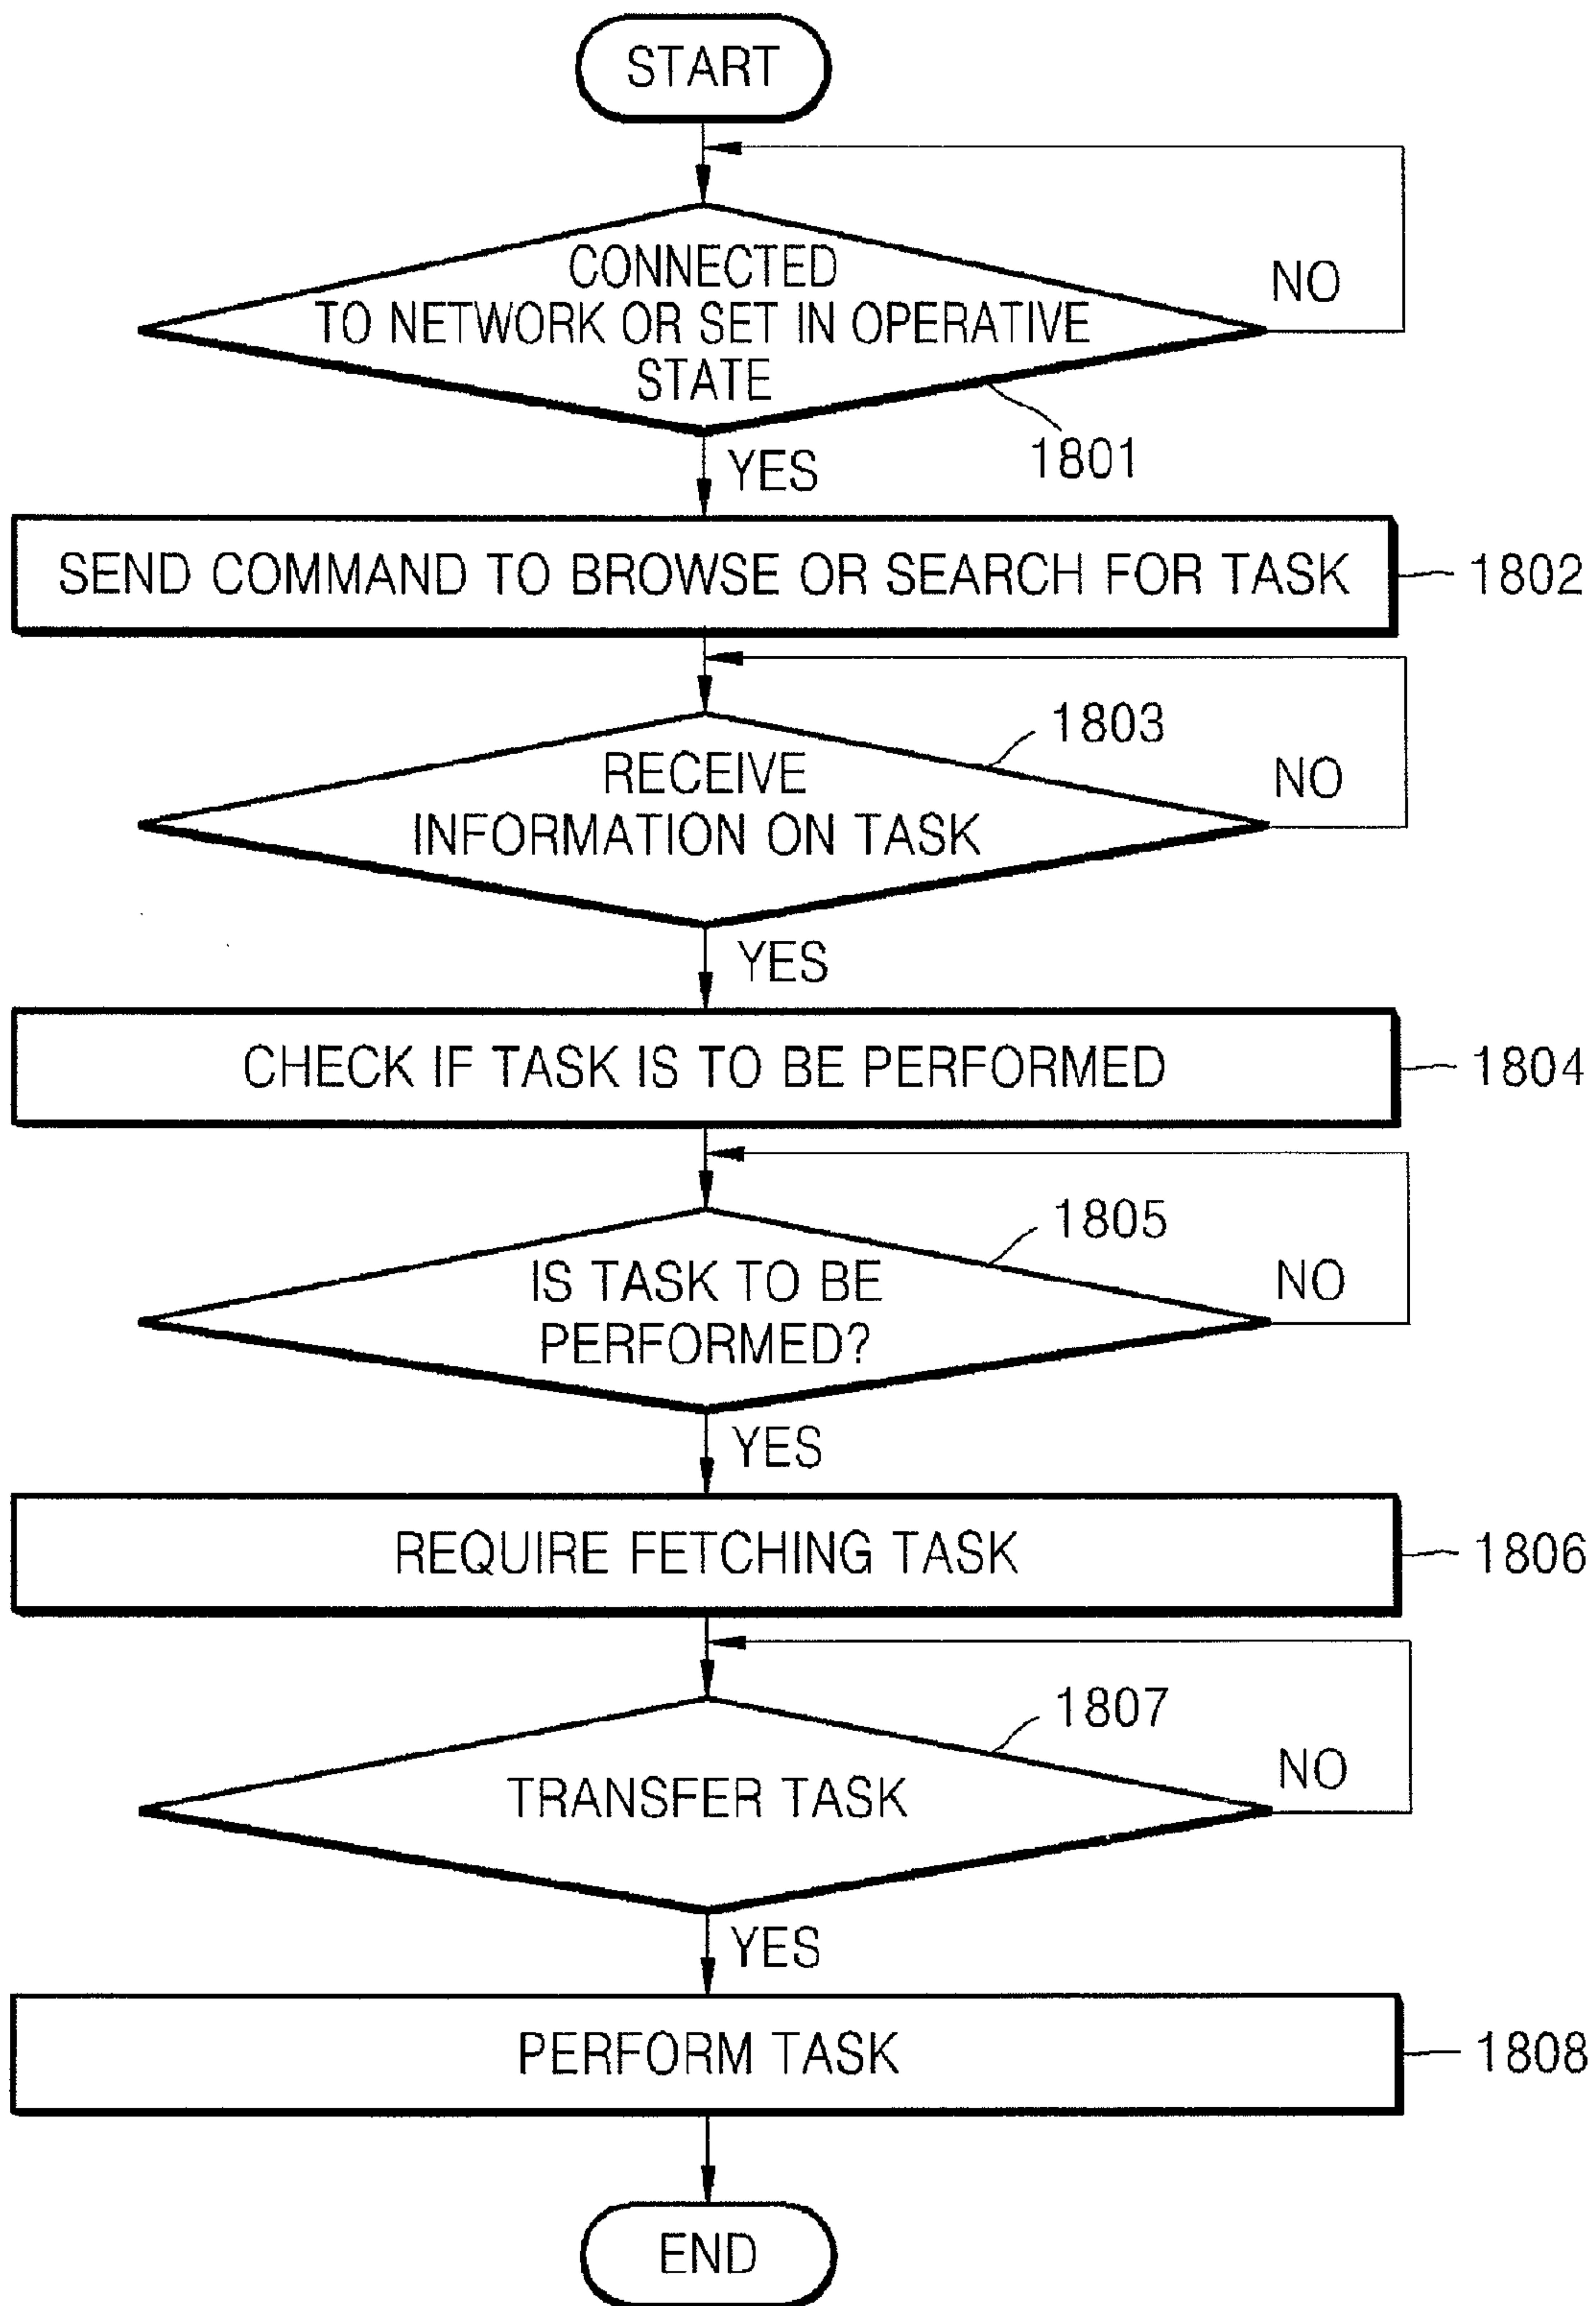 START
CONNECTED
TO NETWORK OR SET IN OPERATIVE
STATE
NO
1801
YES
SEND COMMAND TO BROWSE OR SEARCH FOR TASK
1802
1803
RECEIVE
INFORMATION ON TASK
NO
YES
CHECK IF TASK IS TO BE PERFORMED
1804
1805
IS TASK TO BE
PERFORMED?
NO
YES
REQUIRE FETCHING TASK
1806
1807
TRANSFER TASK
NO
YES
PERFORM TASK
1808
END